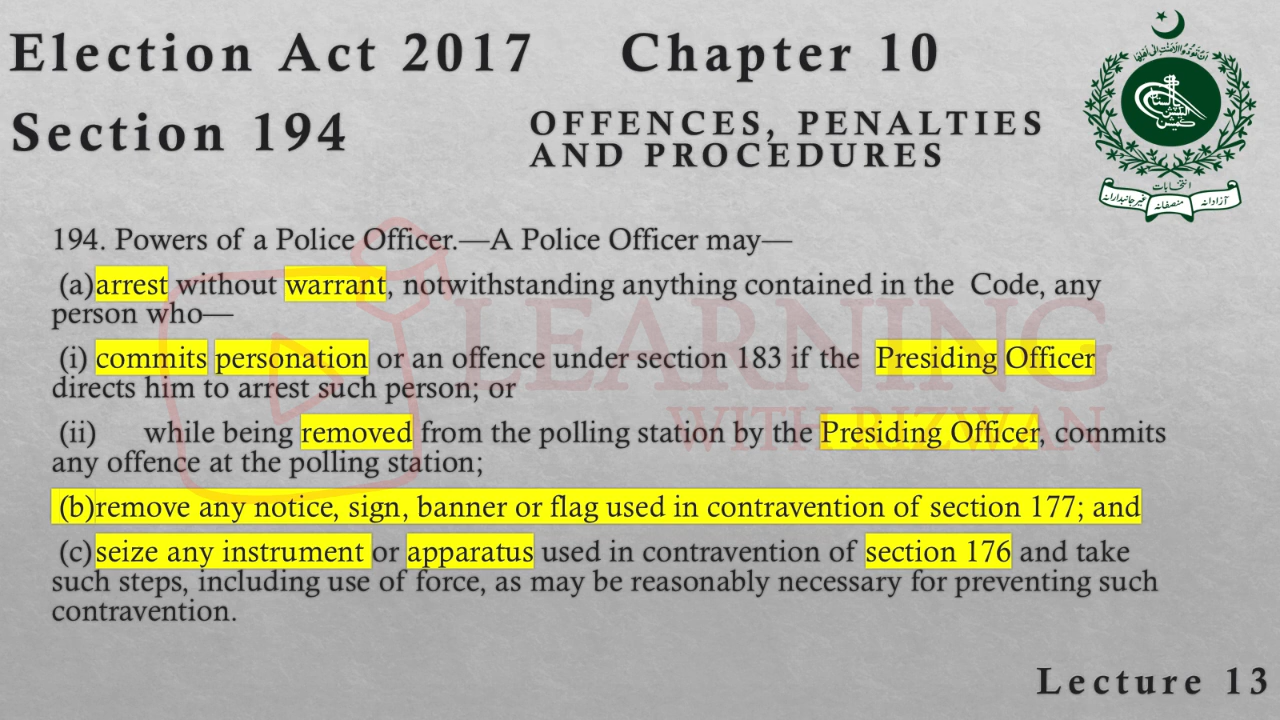 Election Act 2017 Chapter 10
Section 194
OFFENCES, PENALTIES
AND PROCEDURES
انتخابات
غیرجانبدارانہ منصفانہ آزادانہ
194. Powers of a Police Officer.—A Police Officer may—
(a)arrest without warrant, notwithstanding anything contained in the Code, any
person who—
(i) commits personation or an offence under section 183 if the Presiding Officer
directs him to arrest such person; or
(ii) while being removed from the polling station by the Presiding Officer, commits
any offence at the polling station;
(b)remove any notice, sign, banner or flag used in contravention of section 177; and
(c)seize any instrument or apparatus used in contravention of section 176 and take
such steps, including use of force, as may be reasonably necessary for preventing such
contravention.
LEARNING
WITH RIZWAN
Lecture 13